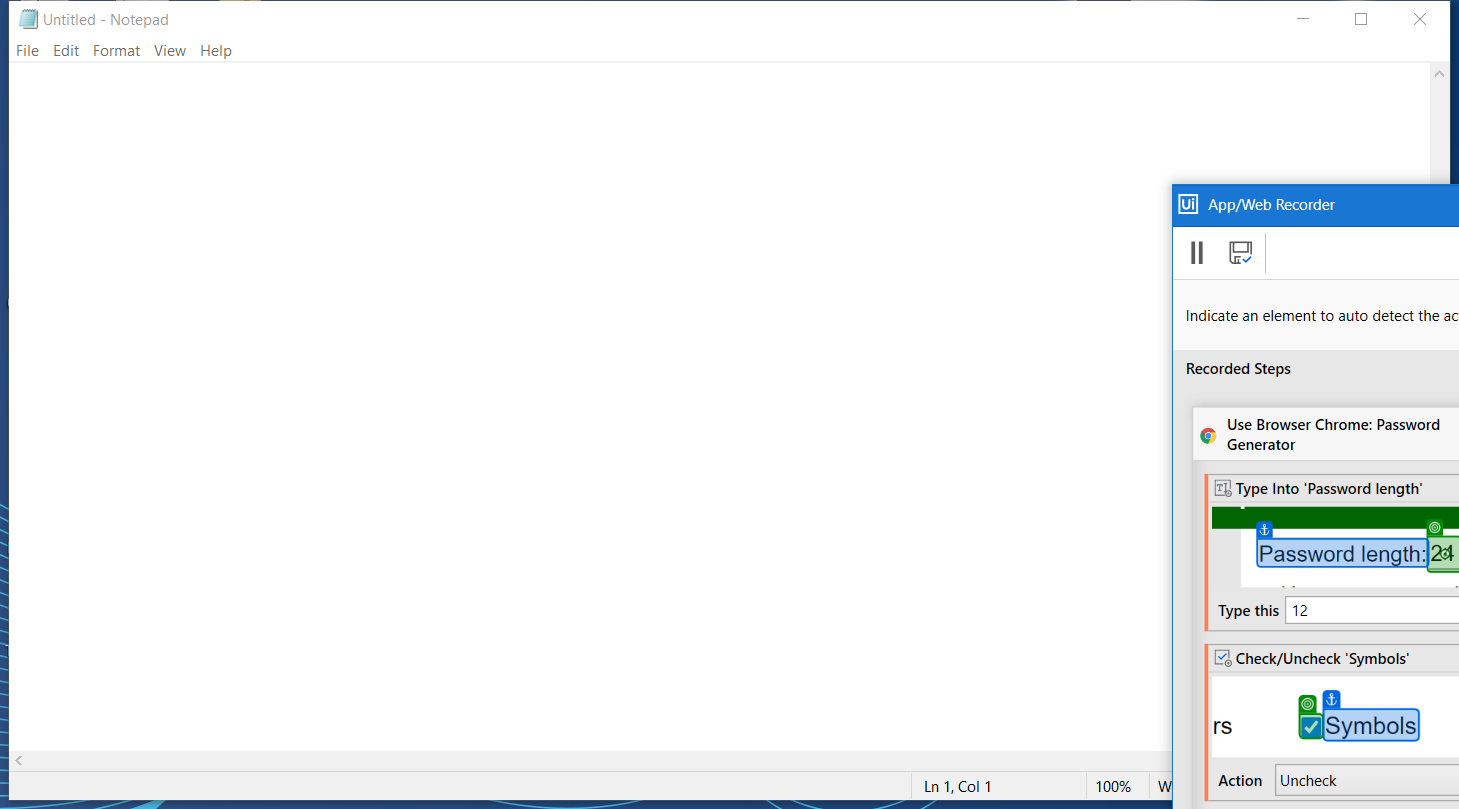 Untitled - Notepad
File Edit Format View Help
Ui App/Web Recorder
Indicate an element to auto detect the
Recorded Steps
Use Browser Chrome: Password
Generator
Type Into 'Password length'
Password length: 24
Type this 12
Check/Uncheck 'Symbols'
rs Symbols
Action Uncheck
Ln 1, Col 1 100% W